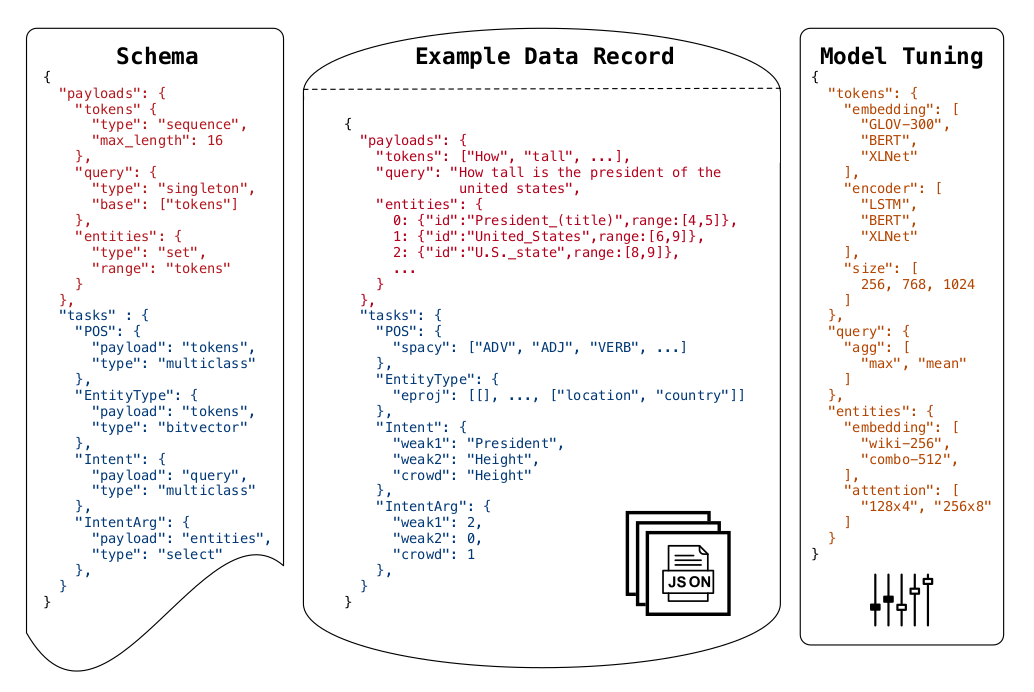 Schema
{
  "payloads": {
    "tokens" {
      "type": "sequence",
      "max_length": 16
    },
    "query": {
      "type": "singleton",
      "base": ["tokens"]
    },
    "entities": {
      "type": "set",
      "range": "tokens"
    }
  },
  "tasks" : {
    "POS": {
      "payload": "tokens",
      "type": "multiclass"
    },
    "EntityType": {
      "payload": "tokens",
      "type": "bitvector"
    },
    "Intent": {
      "payload": "query",
      "type": "multiclass"
    },
    "IntentArg": {
      "payload": "entities",
      "type": "select"
    },
  }
}
Example Data Record
{
  "payloads": {
    "tokens": ["How", "tall", ...],
    "query": "How tall is the president of the
              united states",
    "entities": {
      0: {"id":"President_(title)",range:[4,5]},
      1: {"id":"United_States",range:[6,9]},
      2: {"id":"U.S._state",range:[8,9]},
      ...
    }
  },
  "tasks": {
    "POS": {
      "spacy": ["ADV", "ADJ", "VERB", ...]
    },
    "EntityType": {
      "eproj": [[], ..., ["location", "country"]]
    },
    "Intent": {
      "weak1": "President",
      "weak2": "Height",
      "crowd": "Height"
    },
    "IntentArg": {
      "weak1": 2,
      "weak2": 0,
      "crowd": 1
    },
  }
}
JSON
Model Tuning
{
  "tokens": {
    "embedding": [
      "GLOV-300",
      "BERT",
      "XLNet"
    ],
    "encoder": [
      "LSTM",
      "BERT",
      "XLNet"
    ],
    "size": [
      256, 768, 1024
    ]
  },
  "query": {
    "agg": [
      "max", "mean"
    ]
  },
  "entities": {
    "embedding": [
      "wiki-256",
      "combo-512",
    ],
    "attention": [
      "128x4", "256x8"
    ]
  }
}